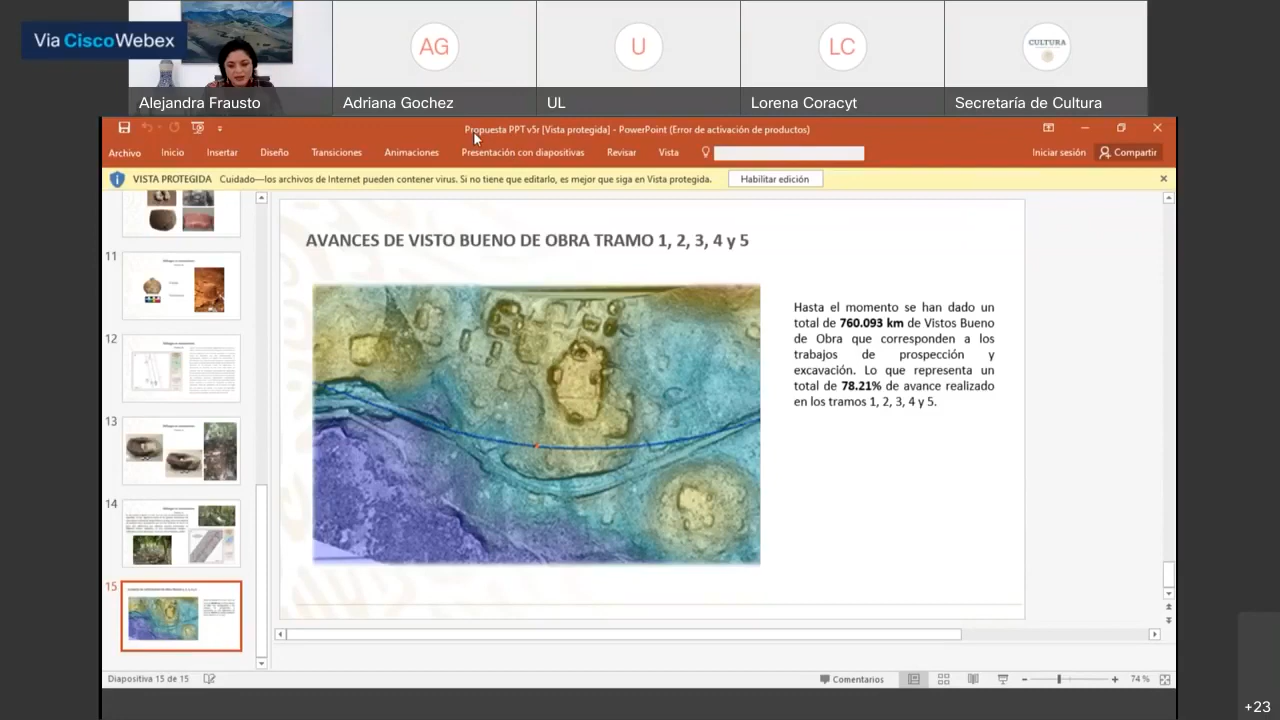 Via Cisco Webex
AG
U
LC
CULTURA
Alejandra Frausto
Adriana Gochez
UL
Lorena Coracyt
Secretaría de Cultura
Propuesta PPT v5r [Vista protegida] - PowerPoint (Error de activación de productos)
Archivo Inicio Insertar Diseño Transiciones Animaciones Presentación con diapositivas Revisar Vista
Iniciar sesión Compartir
VISTA PROTEGIDA Cuidado—los archivos de Internet pueden contener virus. Si no tiene que editarlo, es mejor que siga en Vista protegida. Habilitar edición
11
12
13
14
15
AVANCES DE VISTO BUENO DE OBRA TRAMO 1, 2, 3, 4 y 5
Hasta el momento se han dado un
total de 760.093 km de Vistos Bueno
de Obra que corresponden a los
trabajos de prospección y
excavación. Lo que representa un
total de 78.21% de avance realizado
en los tramos 1, 2, 3, 4 y 5.
Diapositiva 15 de 15
Comentarios
74 %
+23